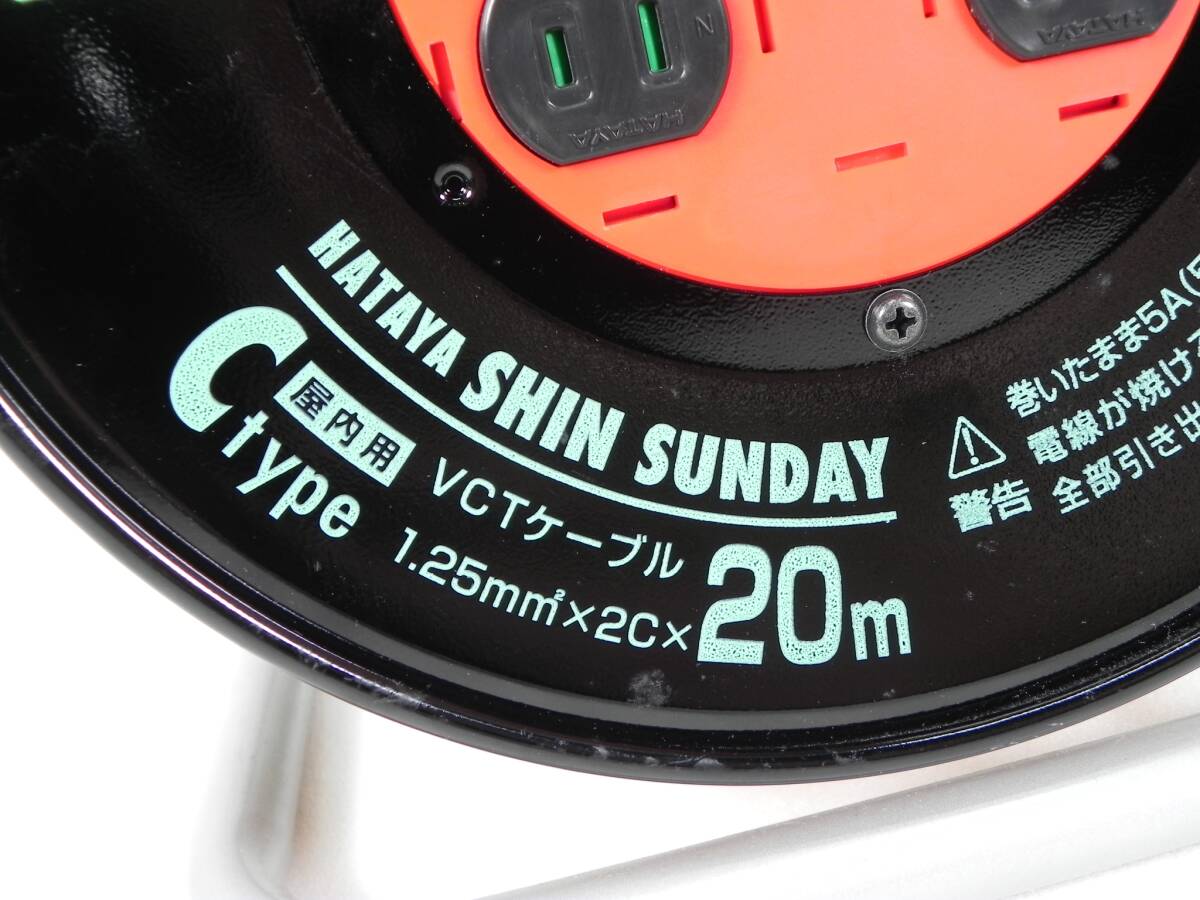 N
HATAYA
HATAYA
HATAYA SHIN SUNDAY
C type
屋内用
VCTケーブル
1.25mm²×2C×20m
警告
巻いたまま5A(
電線が焼け
全部引き出